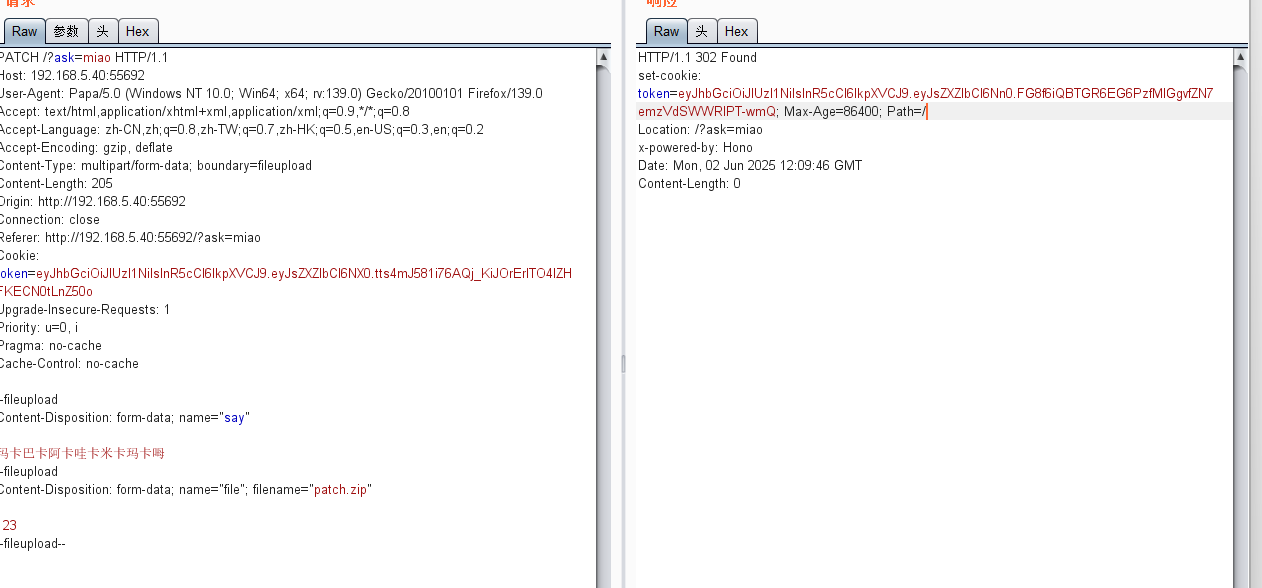 请求
Raw 参数 头 Hex
PATCH /?ask=miao HTTP/1.1
Host: 192.168.5.40:55692
User-Agent: Papa/5.0 (Windows NT 10.0; Win64; x64; rv:139.0) Gecko/20100101 Firefox/139.0
Accept: text/html,application/xhtml+xml,application/xml;q=0.9,*/*;q=0.8
Accept-Language: zh-CN,zh;q=0.8,zh-TW;q=0.7,zh-HK;q=0.5,en-US;q=0.3,en;q=0.2
Accept-Encoding: gzip, deflate
Content-Type: multipart/form-data; boundary=fileupload
Content-Length: 205
Origin: http://192.168.5.40:55692
Connection: close
Referer: http://192.168.5.40:55692/?ask=miao
Cookie:
token=eyJhbGciOiJIUzI1NiIsInR5cCI6IkpXVCJ9.eyJsZXZlbCI6NX0.tts4mJ581i76AQj_KiJOrErlTO4IZH
FKECN0tLnZ50o
Upgrade-Insecure-Requests: 1
Priority: u=0, i
Pragma: no-cache
Cache-Control: no-cache
-fileupload
Content-Disposition: form-data; name="say"
玛卡巴卡阿卡哇卡米卡玛卡呣
-fileupload
Content-Disposition: form-data; name="file"; filename="patch.zip"
23
-fileupload--
响应
Raw 头 Hex
HTTP/1.1 302 Found
set-cookie:
token=eyJhbGciOiJIUzI1NiIsInR5cCI6IkpXVCJ9.eyJsZXZlbCI6Nn0.FG8f6iQBTGR6EG6PzfMIGgvfZN7
emzVdSWWRIPT-wmQ; Max-Age=86400; Path=/
Location: /?ask=miao
x-powered-by: Hono
Date: Mon, 02 Jun 2025 12:09:46 GMT
Content-Length: 0